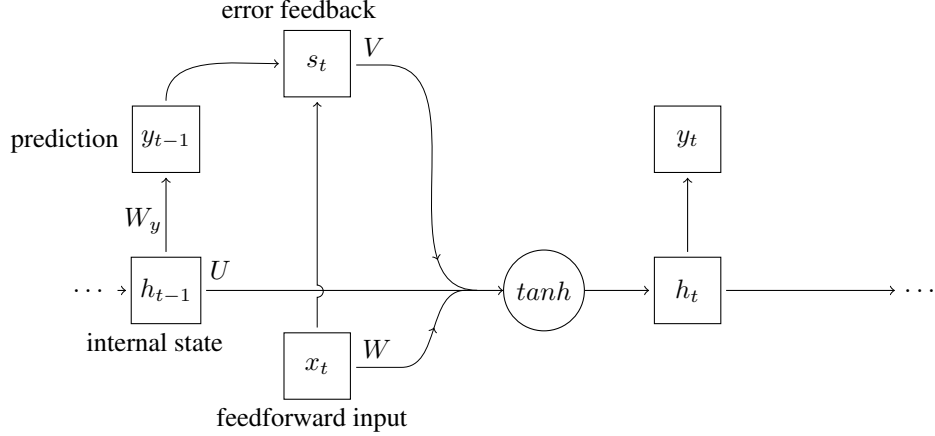 error feedback
s_t
V
prediction
y_{t-1}
y_t
W_y
U
···
h_{t-1}
tanh
h_t
···
internal state
x_t
W
feedforward input